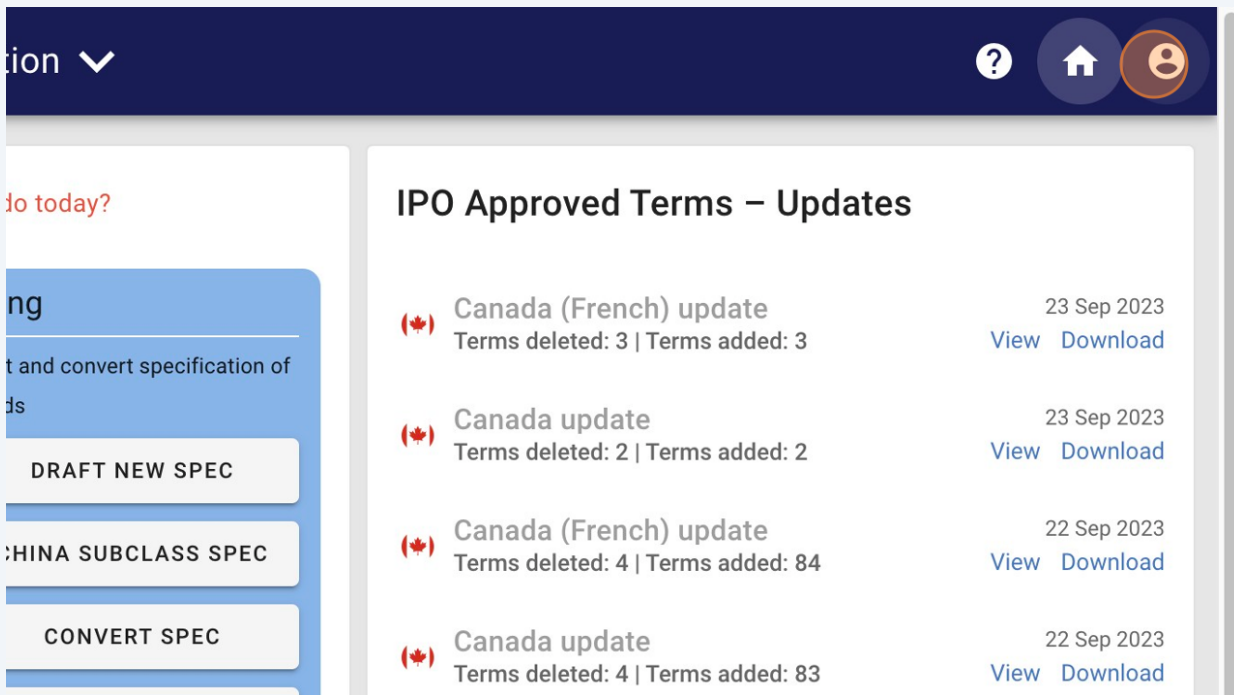 tion
do today?
ng
t and convert specification of
ds
DRAFT NEW SPEC
CHINA SUBCLASS SPEC
CONVERT SPEC
IPO Approved Terms – Updates
Canada (French) update
23 Sep 2023
Terms deleted: 3 | Terms added: 3
View Download
Canada update
23 Sep 2023
Terms deleted: 2 | Terms added: 2
View Download
Canada (French) update
22 Sep 2023
Terms deleted: 4 | Terms added: 84
View Download
Canada update
22 Sep 2023
Terms deleted: 4 | Terms added: 83
View Download